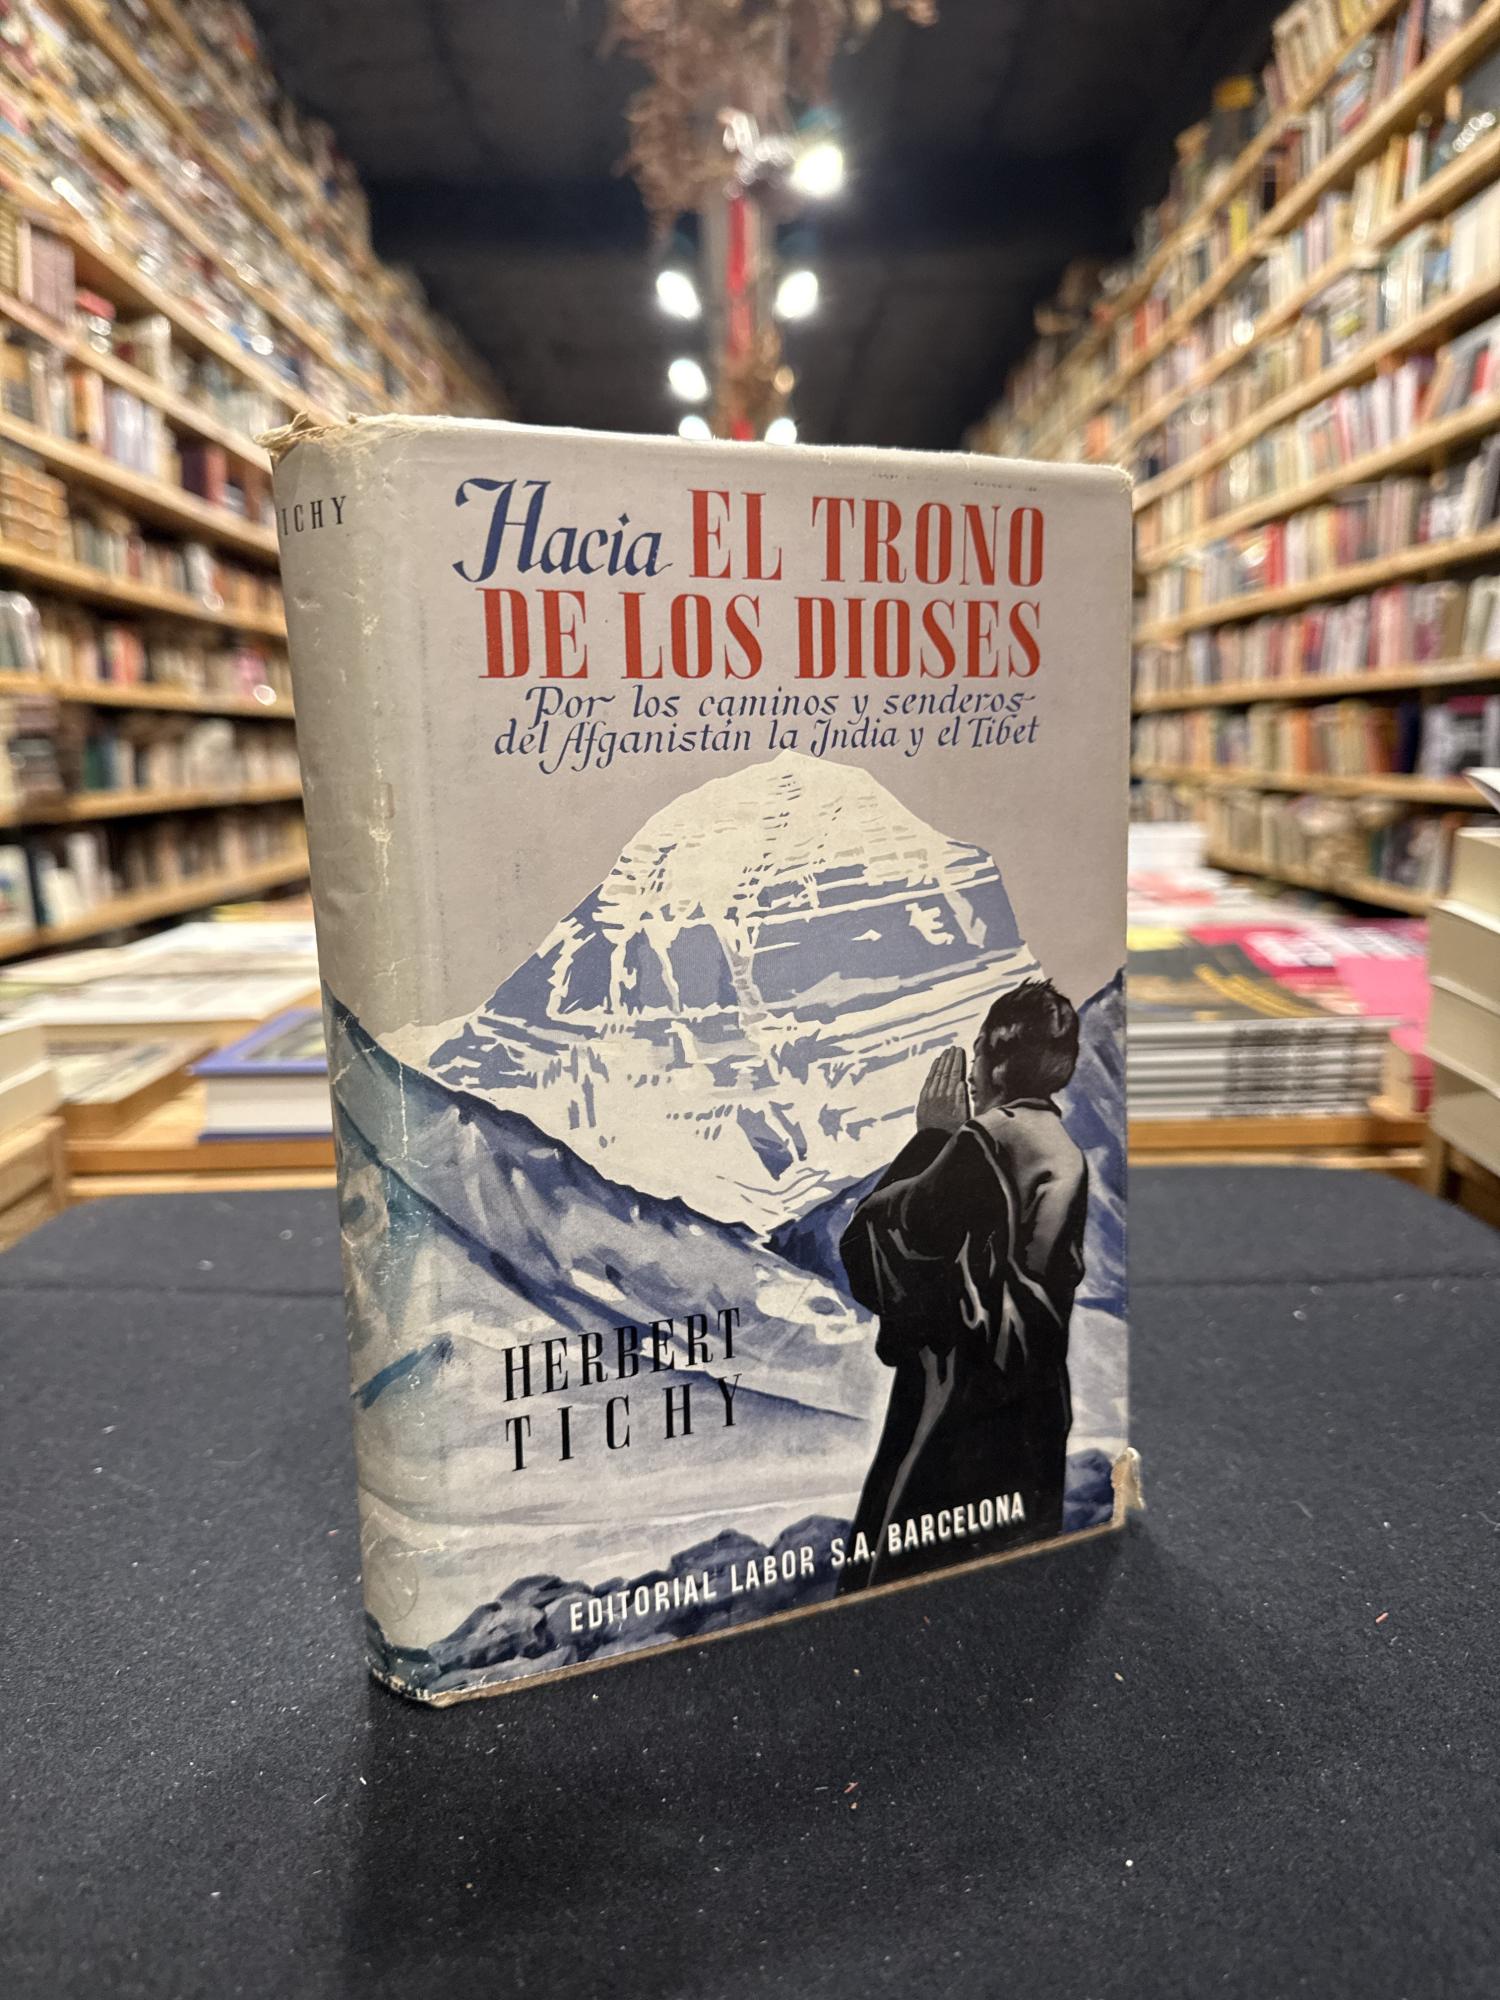 ICHY
Hacia EL TRONO
DE LOS DIOSES
Por los caminos y senderos
del Afganistán la India y el Tibet
HERBERT
TICHY
EDITORIAL LABOR S.A. BARCELONA